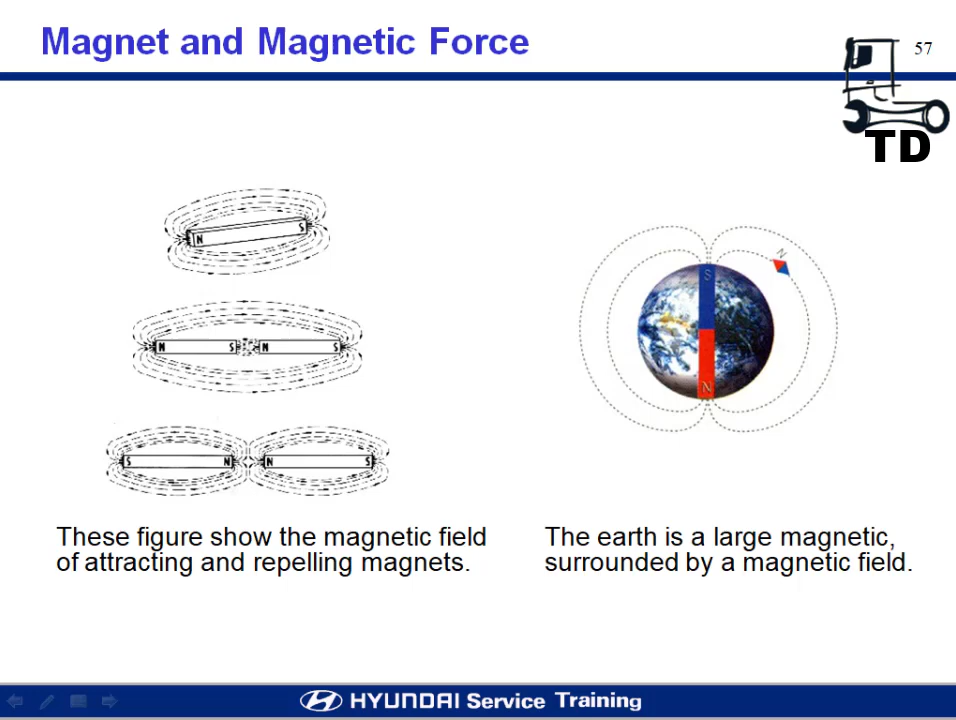 Magnet and Magnetic Force
57
TD
N S
N S N S
S N N S
S
N
N
These figure show the magnetic field
of attracting and repelling magnets.
The earth is a large magnetic,
surrounded by a magnetic field.
HYUNDAI Service Training